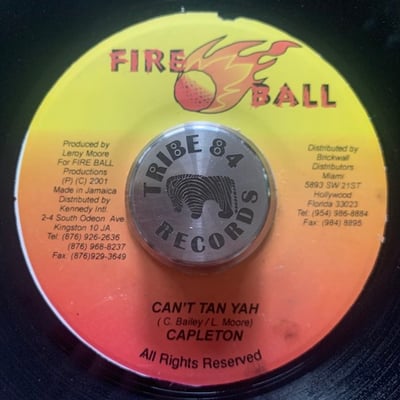 FIRE BALL
Produced by
Leroy Moore
For FIRE BALL
Productions
(P) (C) 2001
Made in Jamaica
Distributed by
Kennedy Intl.
2-4 South Odeon Ave
Kingston 10 JA
Tel: (876) 926-2636
(876) 968-8237
Fax: (876)929-3649
TRIBE 84
RECORDS
Distributed by
Brickwall
Distributors
Miami
5893 SW 21ST
Hollywood
Florida 33023
Tel: (954) 986-8884
Fax: (984) 8895
CAN'T TAN YAH
( C. Bailey / L. Moore)
CAPLETON
All Rights Reserved